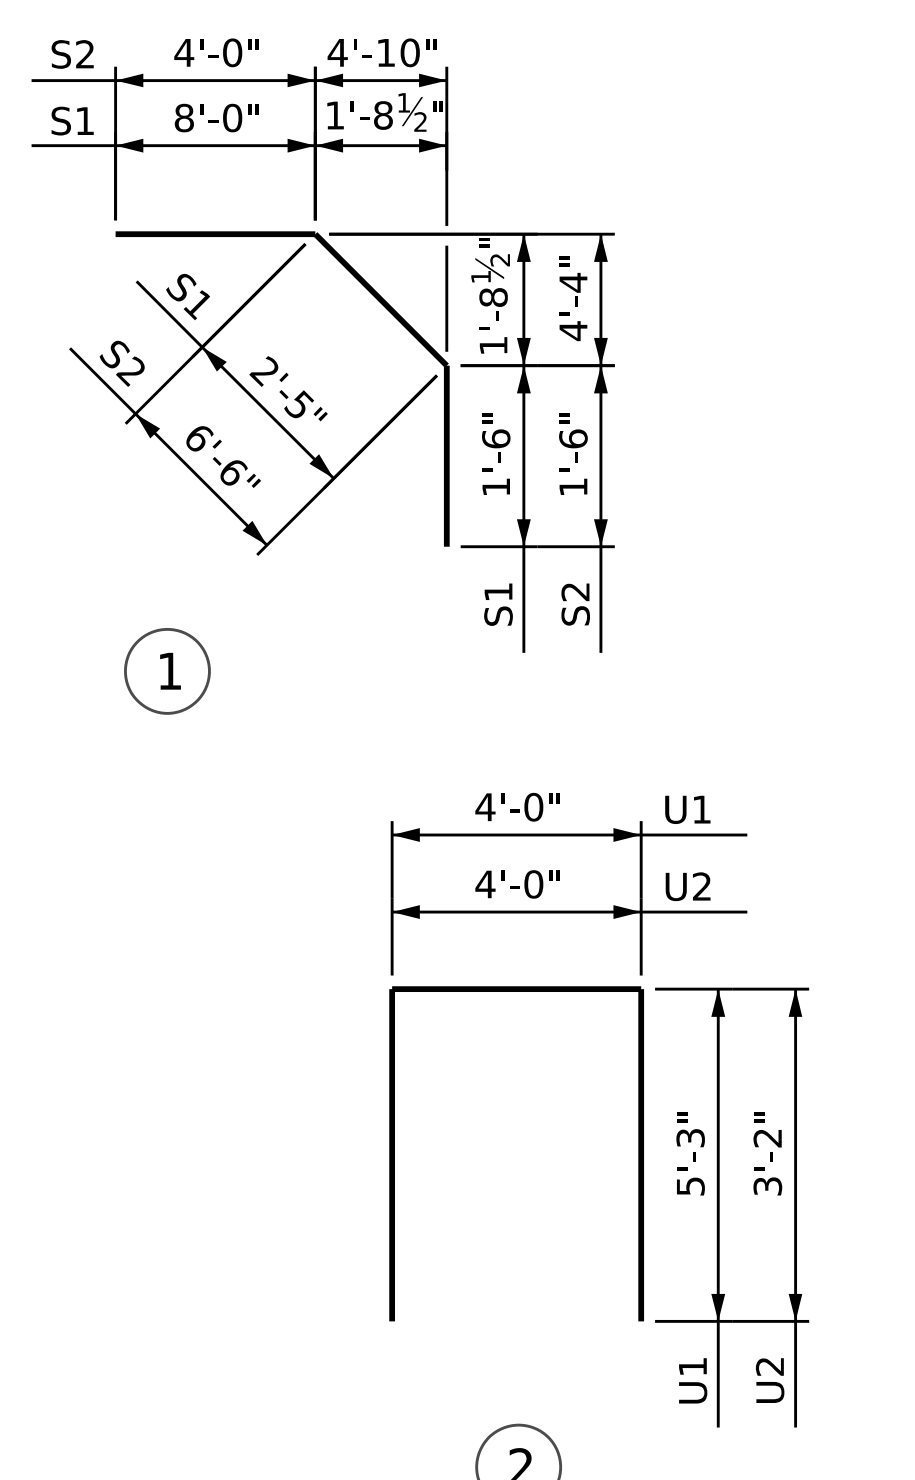 S2 4'-0" 4'-10"
S1 8'-0" 1'-8½"
1'-8½" 4'-4"
S1 2'-5"
S2 6'-6"
1'-6" 1'-6"
S1 S2
1
4'-0" U1
4'-0" U2
5'-3" 3'-2"
U1 U2
2